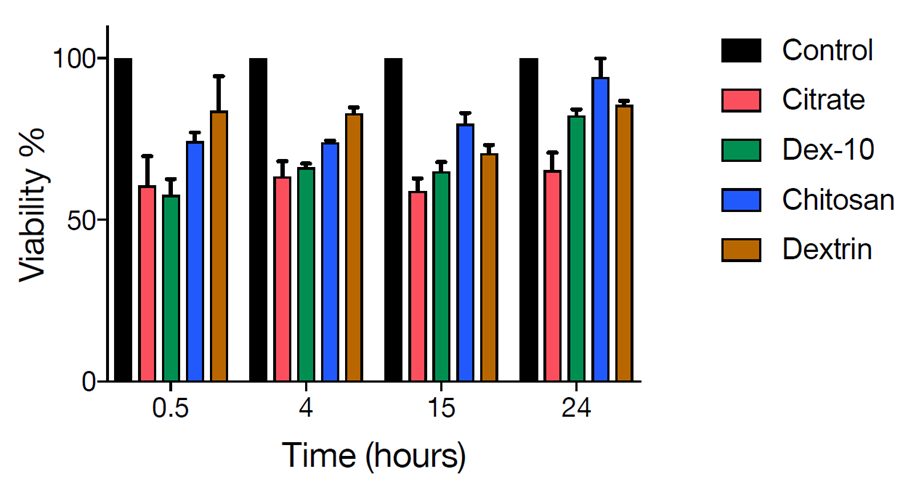 Viability %
100
50
0
0.5
4
15
24
Time (hours)
Control
Citrate
Dex-10
Chitosan
Dextrin